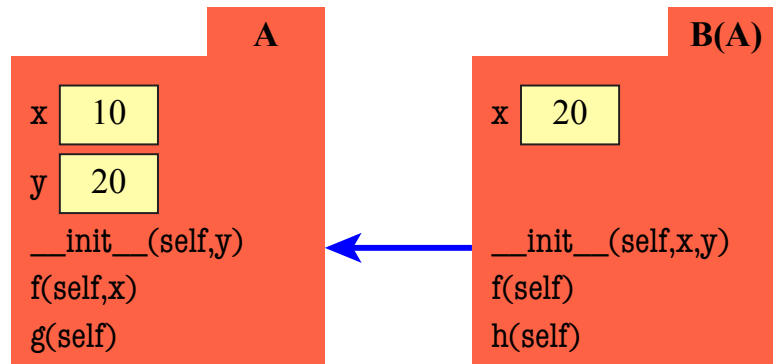 A
x 10
y 20
__init__(self,y)
f(self,x)
g(self)
B(A)
x 20
__init__(self,x,y)
f(self)
h(self)